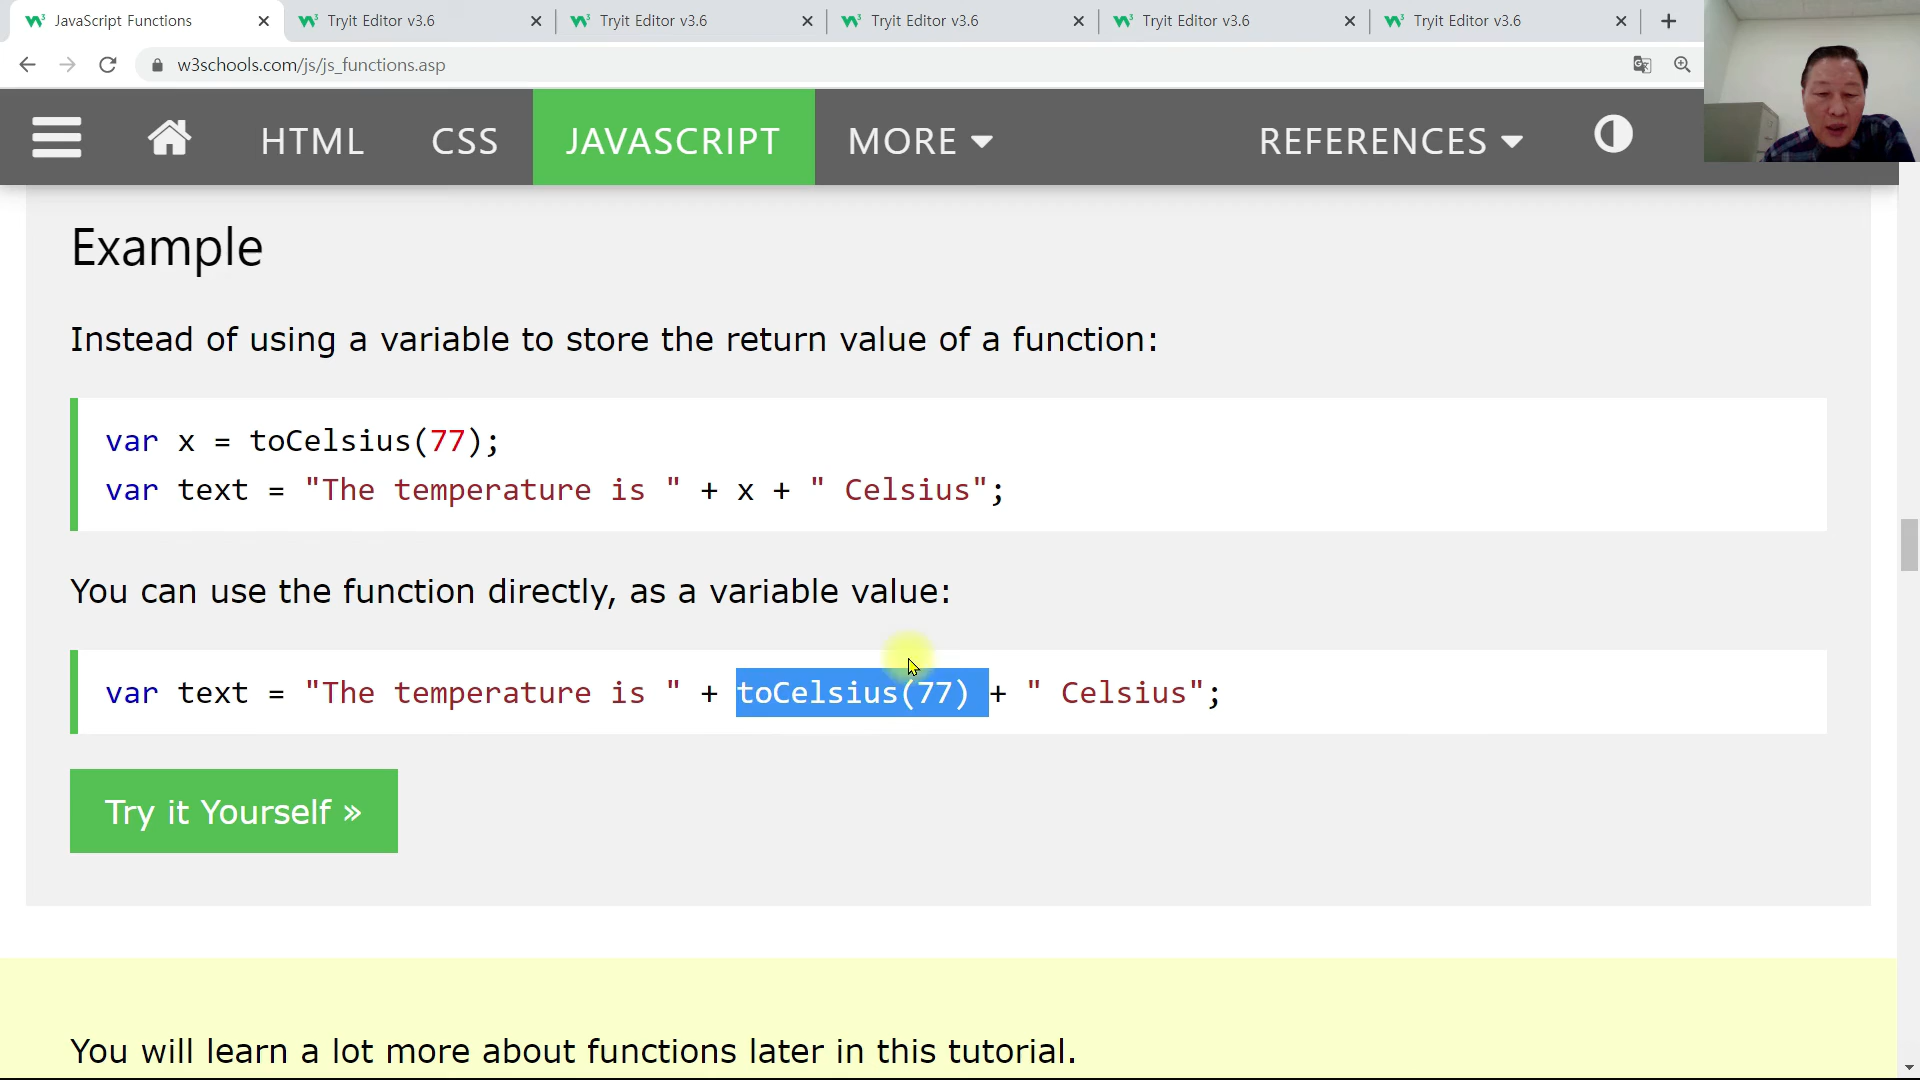 JavaScript Functions
Tryit Editor v3.6
Tryit Editor v3.6
Tryit Editor v3.6
Tryit Editor v3.6
Tryit Editor v3.6
w3schools.com/js/js_functions.asp
HTML CSS JAVASCRIPT MORE REFERENCES
Example
Instead of using a variable to store the return value of a function:
var x = toCelsius(77);
var text = "The temperature is " + x + " Celsius";
You can use the function directly, as a variable value:
var text = "The temperature is " + toCelsius(77) + " Celsius";
Try it Yourself »
You will learn a lot more about functions later in this tutorial.